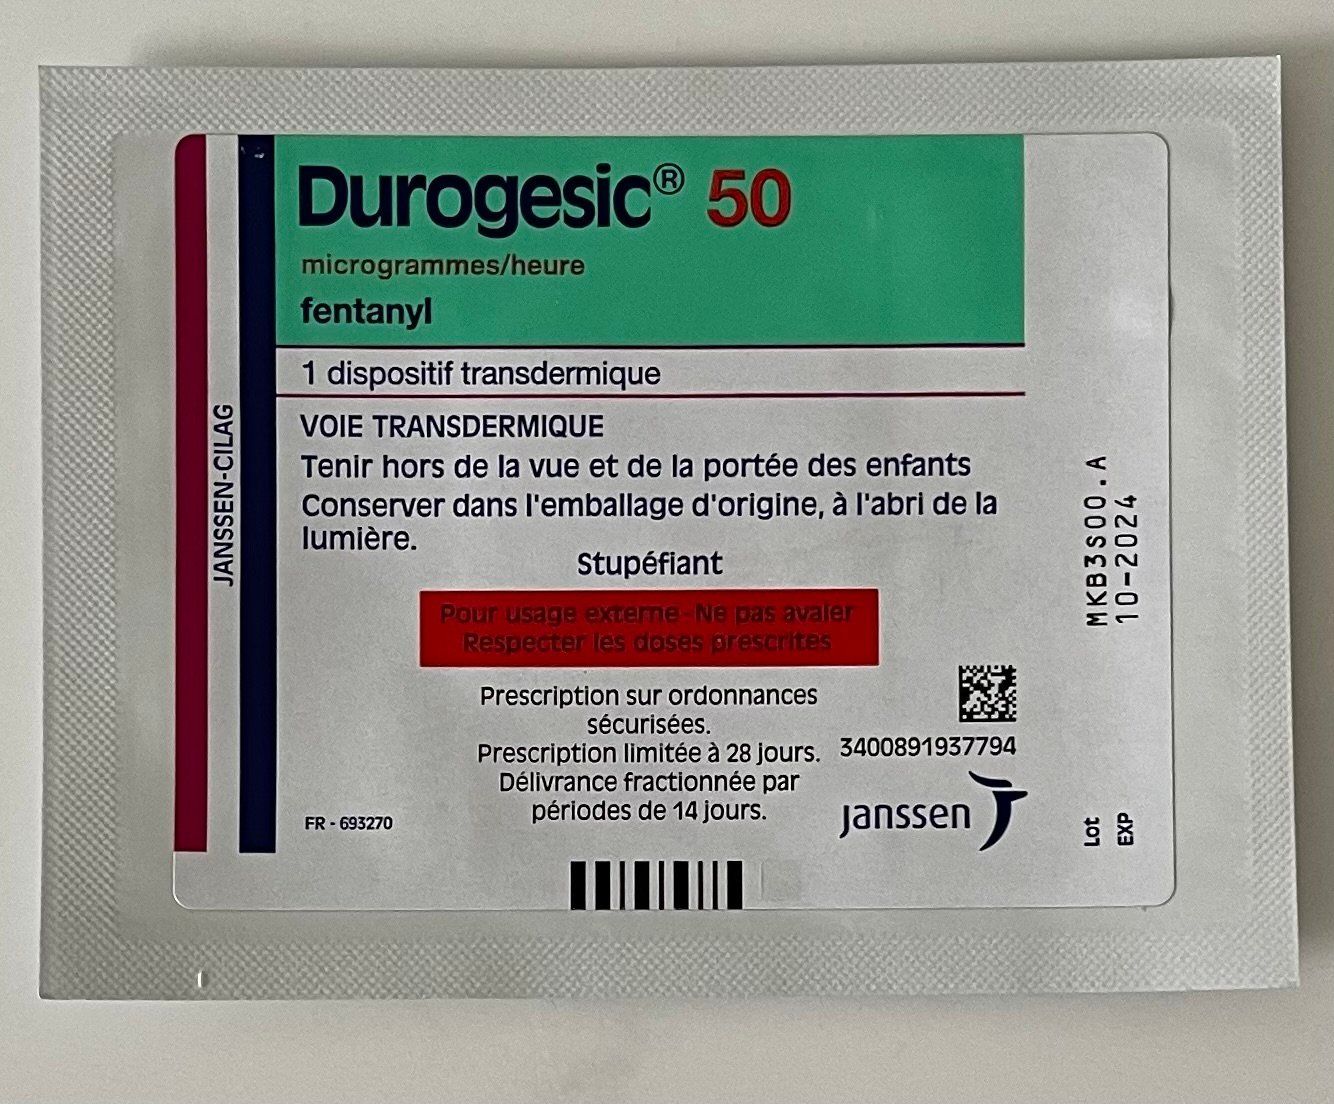 Durogesic® 50
microgrammes/heure
fentanyl
1 dispositif transdermique
VOIE TRANSDERMIQUE
Tenir hors de la vue et de la portée des enfants
Conserver dans l'emballage d'origine, à l'abri de la
lumière.
Stupéfiant
Pour usage externe-Ne pas avaler
Respecter les doses prescrites
Prescription sur ordonnances
sécurisées.
Prescription limitée à 28 jours.
Délivrance fractionnée par
périodes de 14 jours.
FR - 693270
3400891937794
janssen
JANSSEN-CILAG
Lot MKB3S00.A
EXP 10-2024